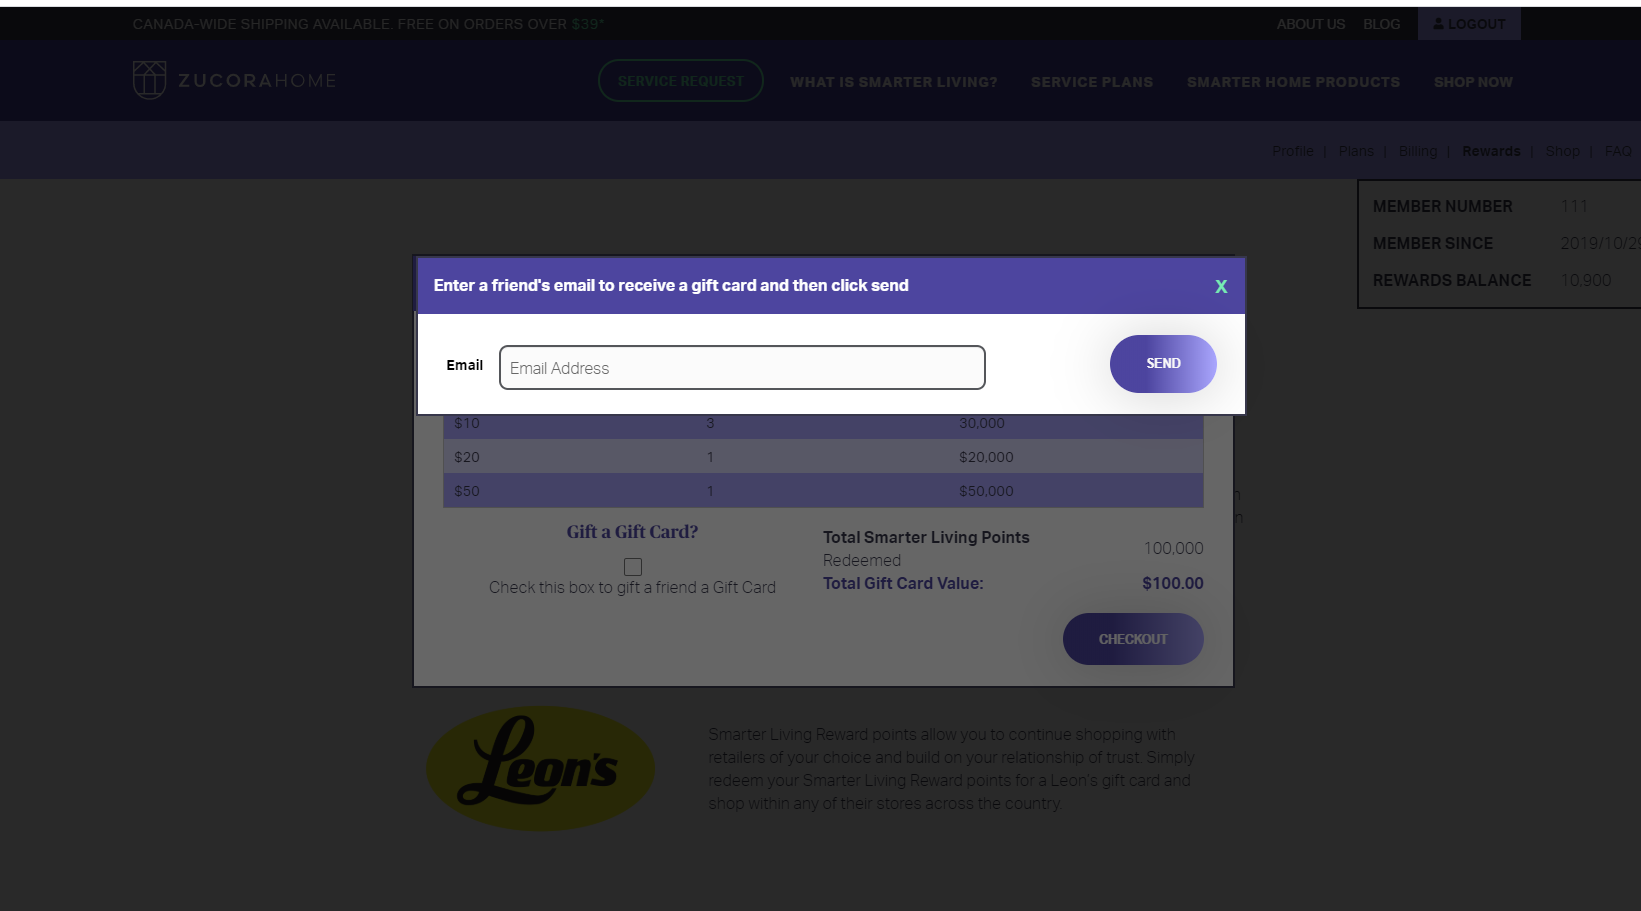 CANADA-WIDE SHIPPING AVAILABLE. FREE ON ORDERS OVER $39*
ABOUT US BLOG LOGOUT
ZUCORAHOME
SERVICE REQUEST WHAT IS SMARTER LIVING? SERVICE PLANS SMARTER HOME PRODUCTS SHOP NOW
Profile | Plans | Billing | Rewards | Shop | FAQ
MEMBER NUMBER 111
MEMBER SINCE 2019/10/29
REWARDS BALANCE 10,900
Enter a friend's email to receive a gift card and then click send X
Email Email Address SEND
$10 3 30,000
$20 1 $20,000
$50 1 $50,000
Gift a Gift Card?
Check this box to gift a friend a Gift Card
Total Smarter Living Points
Redeemed 100,000
Total Gift Card Value: $100.00
CHECKOUT
Leon's
Smarter Living Reward points allow you to continue shopping with
retailers of your choice and build on your relationship of trust. Simply
redeem your Smarter Living Reward points for a Leon's gift card and
shop within any of their stores across the country.